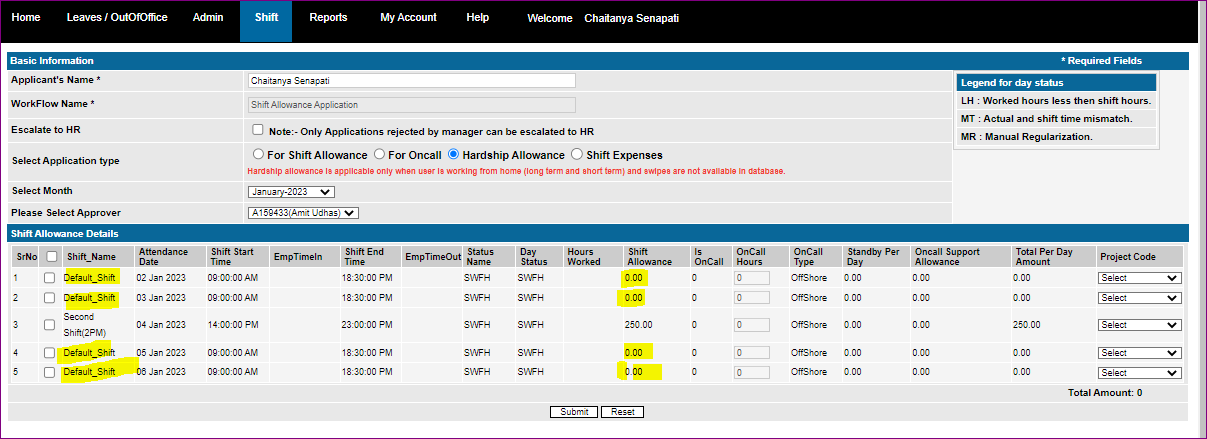 Home Leaves / OutOfOffice Admin Shift Reports My Account Help Welcome Chaitanya Senapati
Basic Information * Required Fields
Applicant's Name * Chaitanya Senapati
WorkFlow Name * Shift Allowance Application
Escalate to HR Note:- Only Applications rejected by manager can be escalated to HR
Select Application type For Shift Allowance For Oncall Hardship Allowance Shift Expenses
Hardship allowance is applicable only when user is working from home (long term and short term) and swipes are not available in database.
Select Month January-2023
Please Select Approver A159433(Amit Udhas)
Legend for day status
LH : Worked hours less then shift hours.
MT : Actual and shift time mismatch.
MR : Manual Regularization.
Shift Allowance Details
SrNo Shift_Name Attendance Date Shift Start Time EmpTimeIn Shift End Time EmpTimeOut Status Name Day Status Hours Worked Shift Allowance Is OnCall OnCall Hours OnCall Type Standby Per Day Oncall Support Allowance Total Per Day Amount Project Code
1 Default_Shift 02 Jan 2023 09:00:00 AM 18:30:00 PM SWFH SWFH 0.00 0 0 OffShore 0.00 0.00 0.00 Select
2 Default_Shift 03 Jan 2023 09:00:00 AM 18:30:00 PM SWFH SWFH 0.00 0 0 OffShore 0.00 0.00 0.00 Select
3 Second Shift(2PM) 04 Jan 2023 14:00:00 PM 23:00:00 PM SWFH SWFH 250.00 0 0 OffShore 0.00 0.00 250.00 Select
4 Default_Shift 05 Jan 2023 09:00:00 AM 18:30:00 PM SWFH SWFH 0.00 0 0 OffShore 0.00 0.00 0.00 Select
5 Default_Shift 06 Jan 2023 09:00:00 AM 18:30:00 PM SWFH SWFH 0.00 0 0 OffShore 0.00 0.00 0.00 Select
Total Amount: 0
Submit Reset